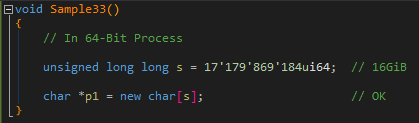 void Sample33()
{
// In 64-Bit Process
unsigned long long s = 17'179'869'184ui64; // 16GiB
char *p1 = new char[s]; // OK
}